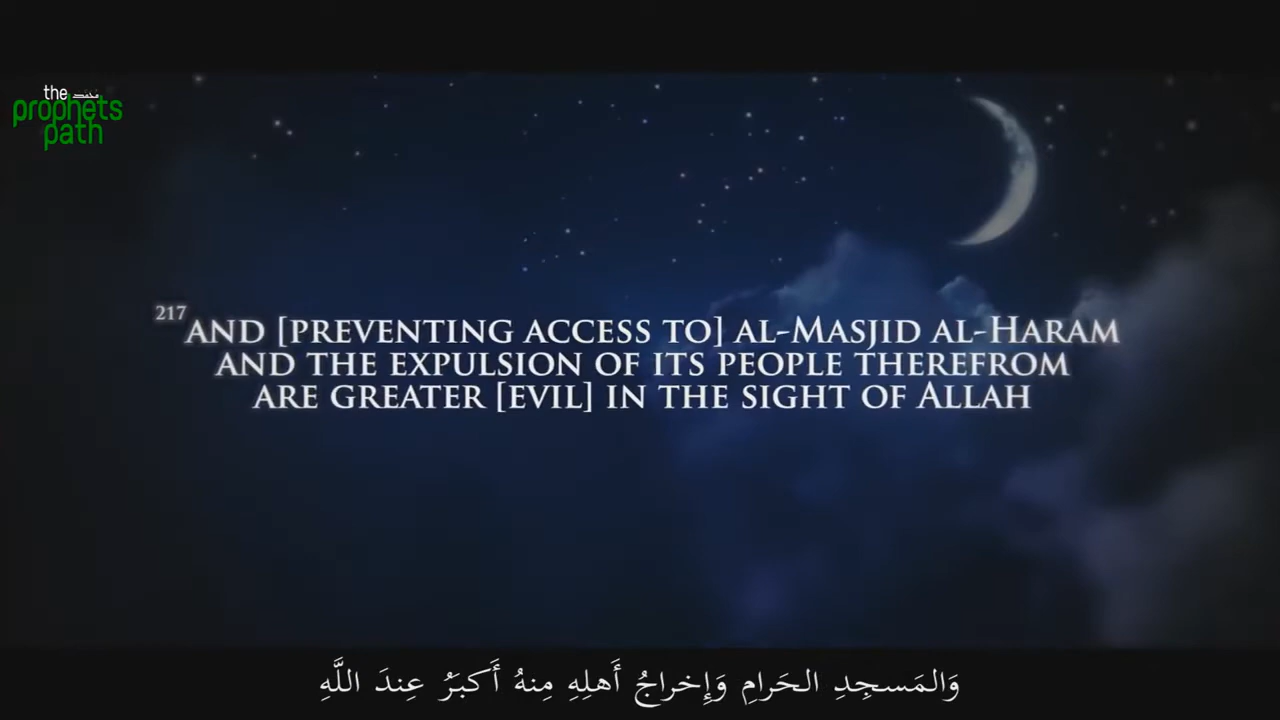 the محمد
prophets
path
217 AND [PREVENTING ACCESS TO] AL-MASJID AL-HARAM
AND THE EXPULSION OF ITS PEOPLE THEREFROM
ARE GREATER [EVIL] IN THE SIGHT OF ALLAH
وَالمَسجِدِ الحَرامِ وَإِخراجُ أَهلِهِ مِنهُ أَكبَرُ عِندَ اللَّهِ